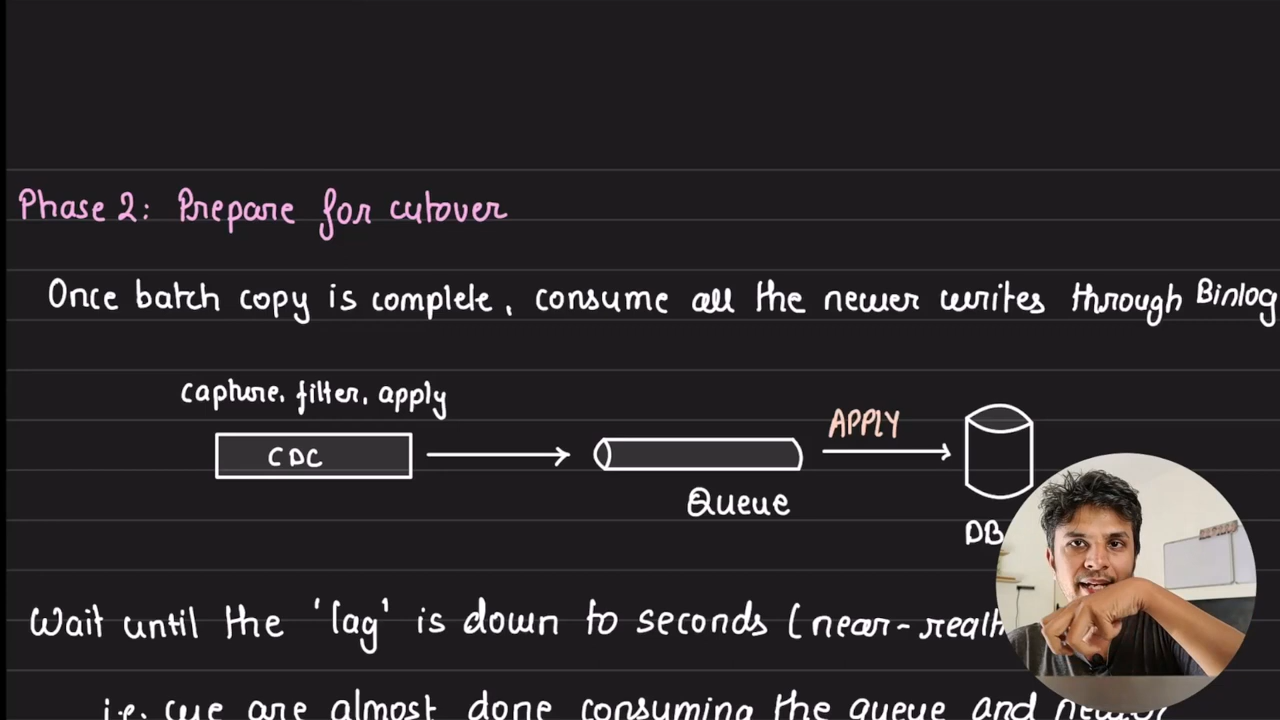 Phase 2: Prepare for cutover
Once batch copy is complete, consume all the newer writes through Binlog
capture, filter, apply
CDC
APPLY
Queue
DB
Wait until the 'lag' is down to seconds (near-realt
i.e. we are almost done consuming the queue and